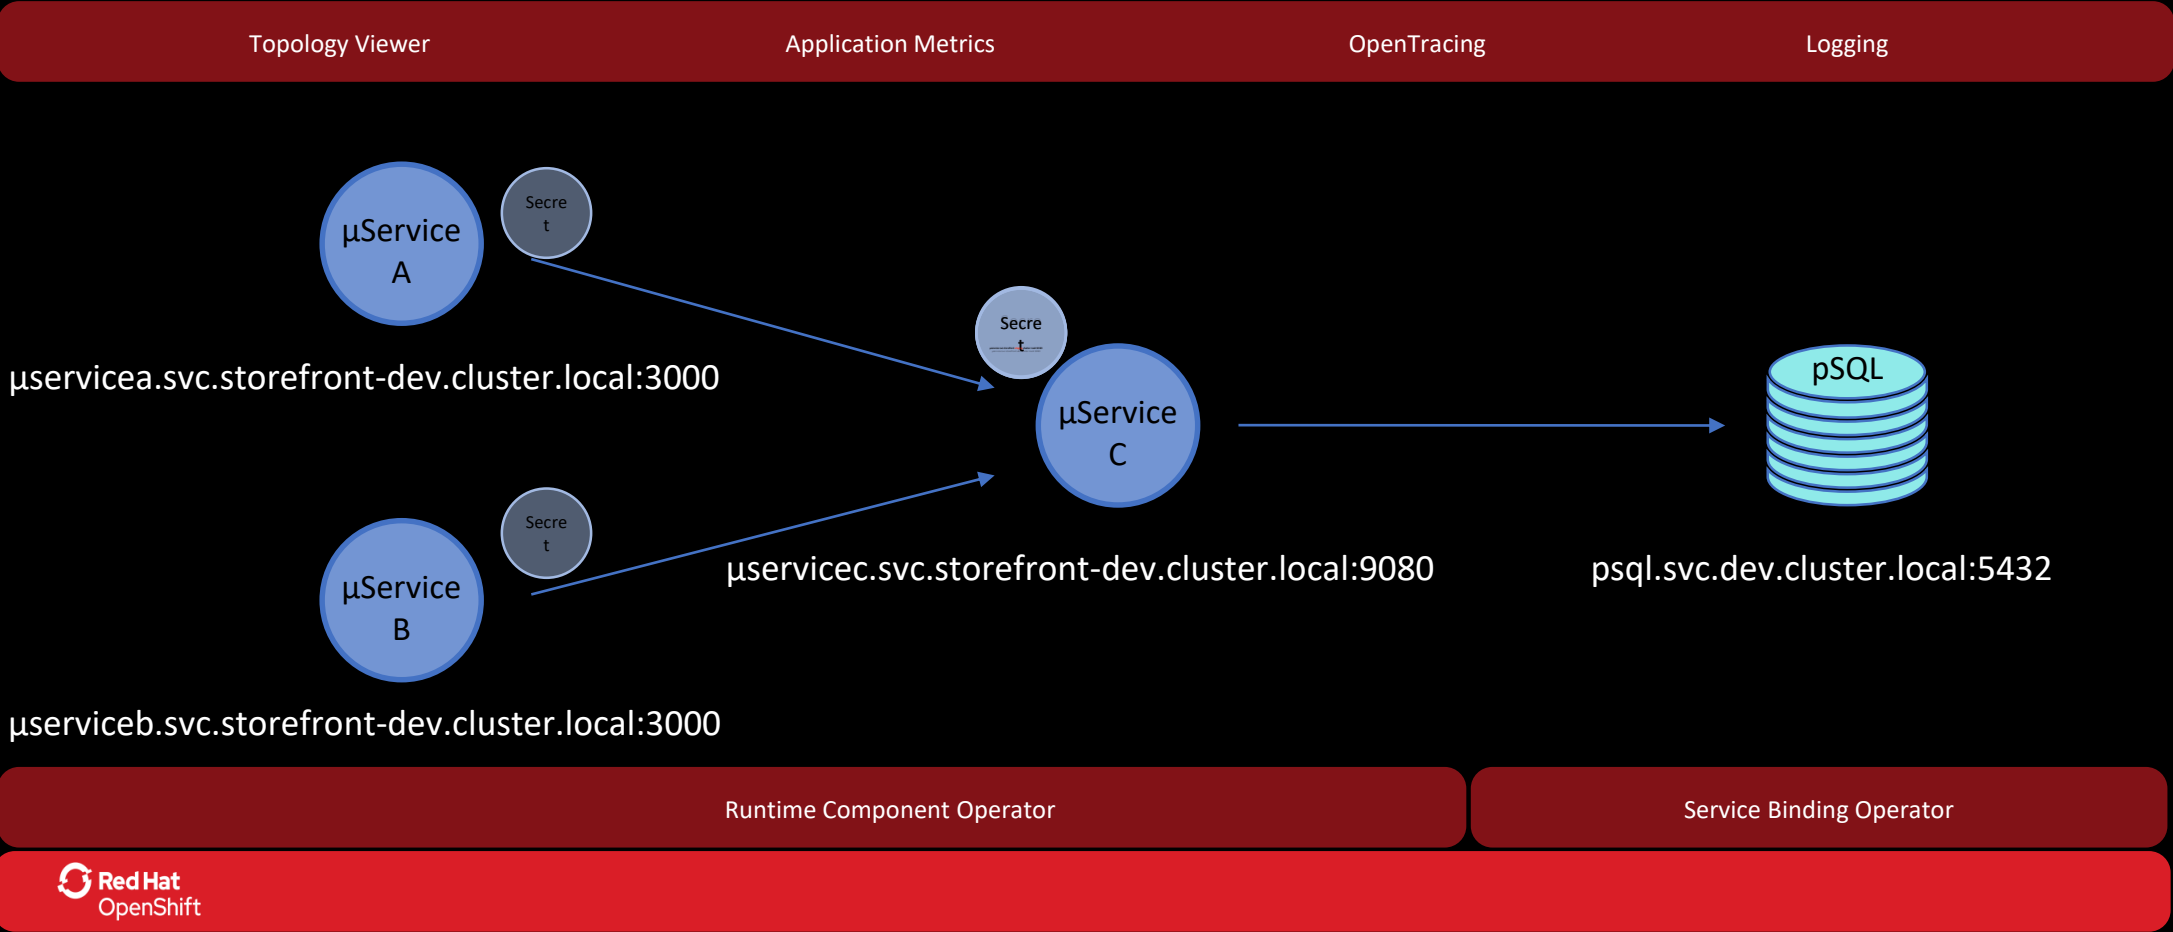 Topology Viewer
Application Metrics
OpenTracing
Logging
µService
A
Secre
t
µservicea.svc.storefront-dev.cluster.local:3000
Secre
t
µService
C
pSQL
Secre
t
µService
B
µservicec.svc.storefront-dev.cluster.local:9080
psql.svc.dev.cluster.local:5432
µserviceb.svc.storefront-dev.cluster.local:3000
Runtime Component Operator
Service Binding Operator
Red Hat
OpenShift